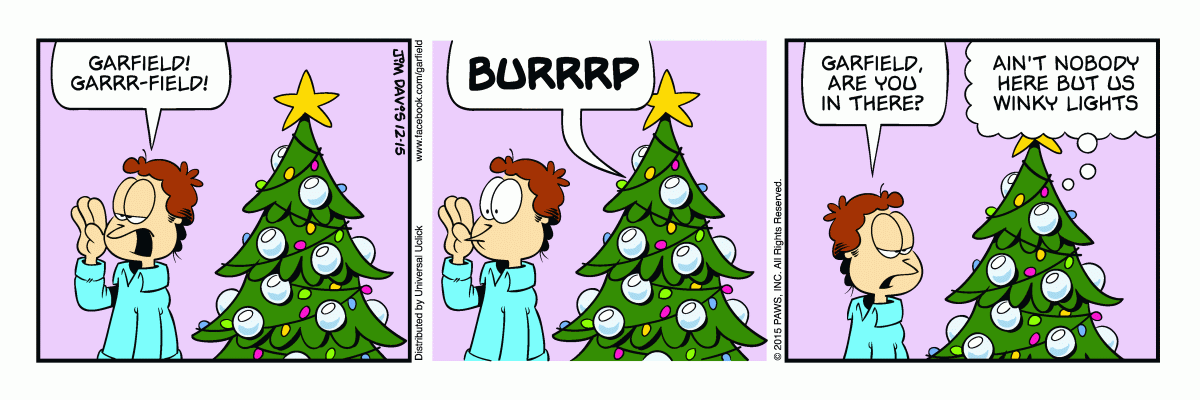 GARFIELD!
GARRR-FIELD!
JIM DAVIS 12-15
www.facebook.com/garfield
Distributed by Universal Uclick
BURRRP
© 2015 PAWS, INC. All Rights Reserved.
GARFIELD,
ARE YOU
IN THERE?
AIN'T NOBODY
HERE BUT US
WINKY LIGHTS